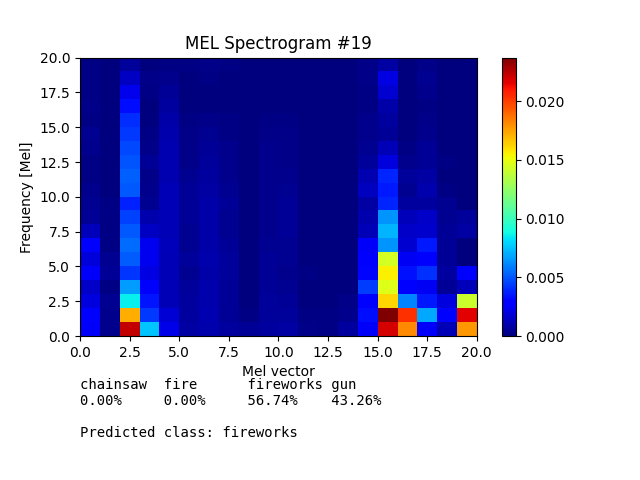 MEL Spectrogram #19
Frequency [Mel]
20.0
17.5
15.0
12.5
10.0
7.5
5.0
2.5
0.0
0.0 2.5 5.0 7.5 10.0 12.5 15.0 17.5 20.0
Mel vector
0.020
0.015
0.010
0.005
0.000
chainsaw fire fireworks gun
0.00% 0.00% 56.74% 43.26%
Predicted class: fireworks